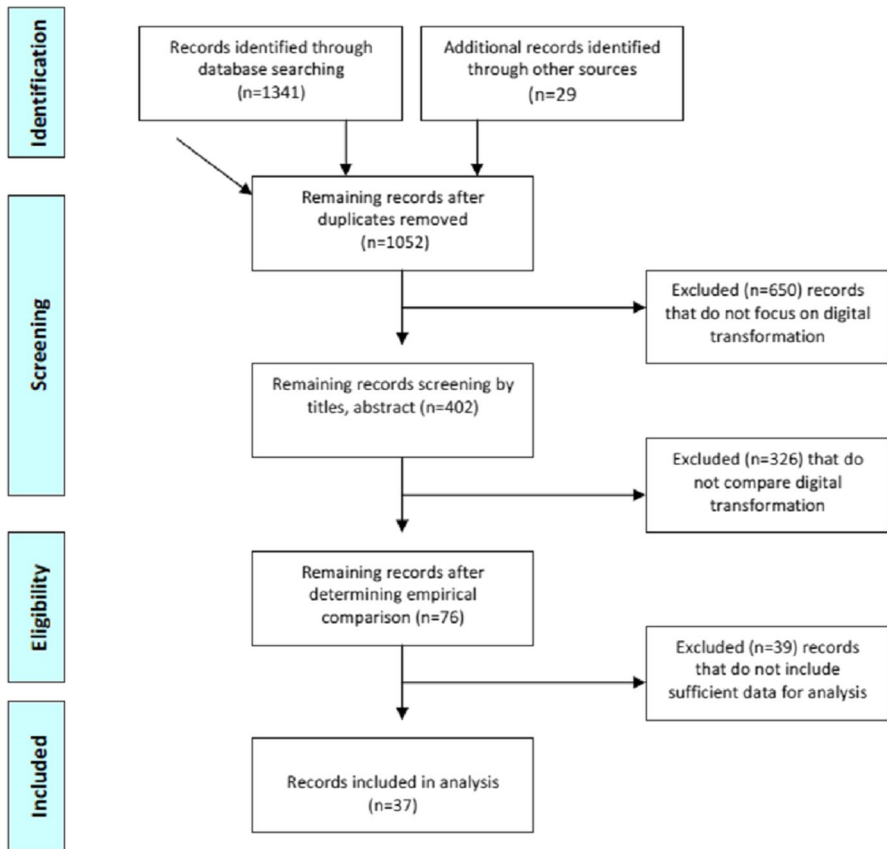 Identification
Records identified through
database searching
(n=1341)
Additional records identified
through other sources
(n=29
Screening
Remaining records after
duplicates removed
(n=1052)
Excluded (n=650) records
that do not focus on digital
transformation
Remaining records screening by
titles, abstract (n=402)
Excluded (n=326) that do
not compare digital
transformation
Eligibility
Remaining records after
determining empirical
comparison (n=76)
Excluded (n=39) records
that do not include
sufficient data for analysis
Included
Records included in analysis
(n=37)